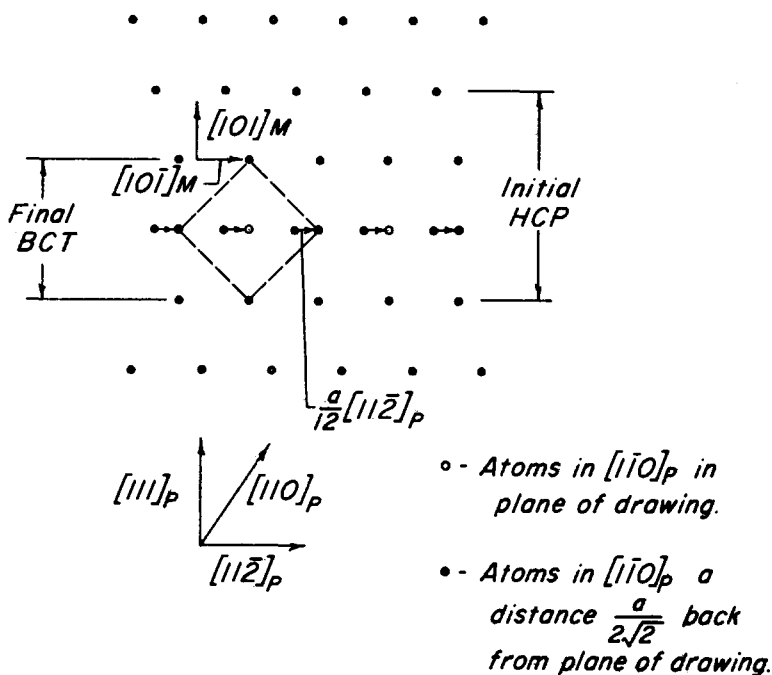 [101]M
[101̄]M
Final
BCT
Initial
HCP
a/12 [112̄]P
[111]P
[110]P
[112̄]P
o - Atoms in [11̄0]P in
plane of drawing.
• - Atoms in [11̄0]P a
distance a/2√2 back
from plane of drawing.